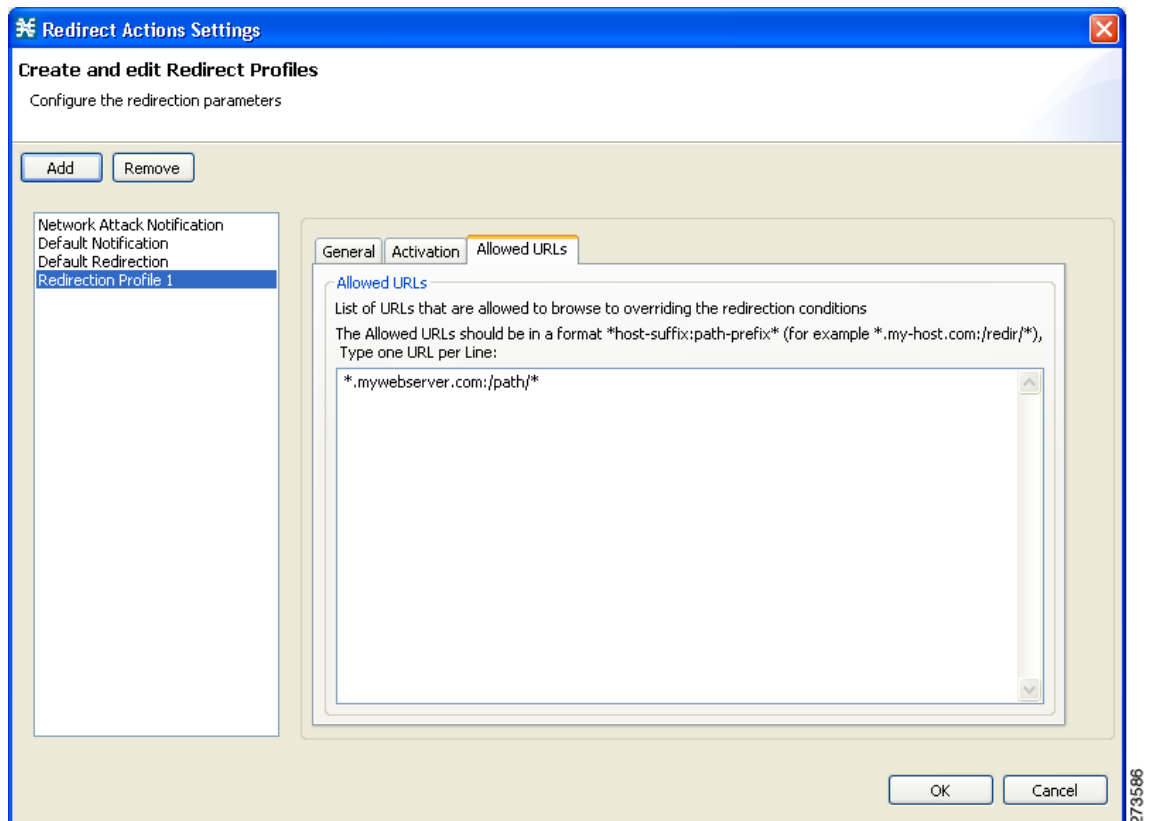 Redirect Actions Settings
Create and edit Redirect Profiles
Configure the redirection parameters
Add
Remove
Network Attack Notification
Default Notification
Default Redirection
Redirection Profile 1
General
Activation
Allowed URLs
Allowed URLs
List of URLs that are allowed to browse to overriding the redirection conditions
The Allowed URLs should be in a format *host-suffix:path-prefix* (for example *.my-host.com:/redir/*),
Type one URL per Line:
*.mywebserver.com:/path/*
OK
Cancel
273586